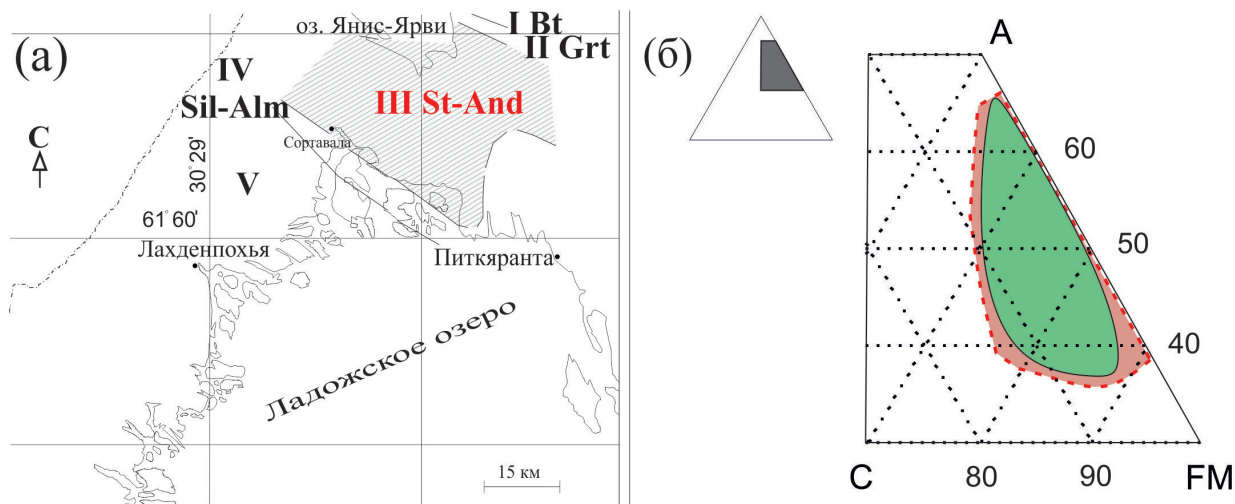 (а)
оз. Янис-Ярви
I Bt
II Grt
IV
Sil-Alm
III St-And
С
Сортавала
30°29'
V
61°60'
Лахденпохья
Питкяранта
Ладожское озеро
15 км
(б)
A
60
50
40
C
80
90
FM